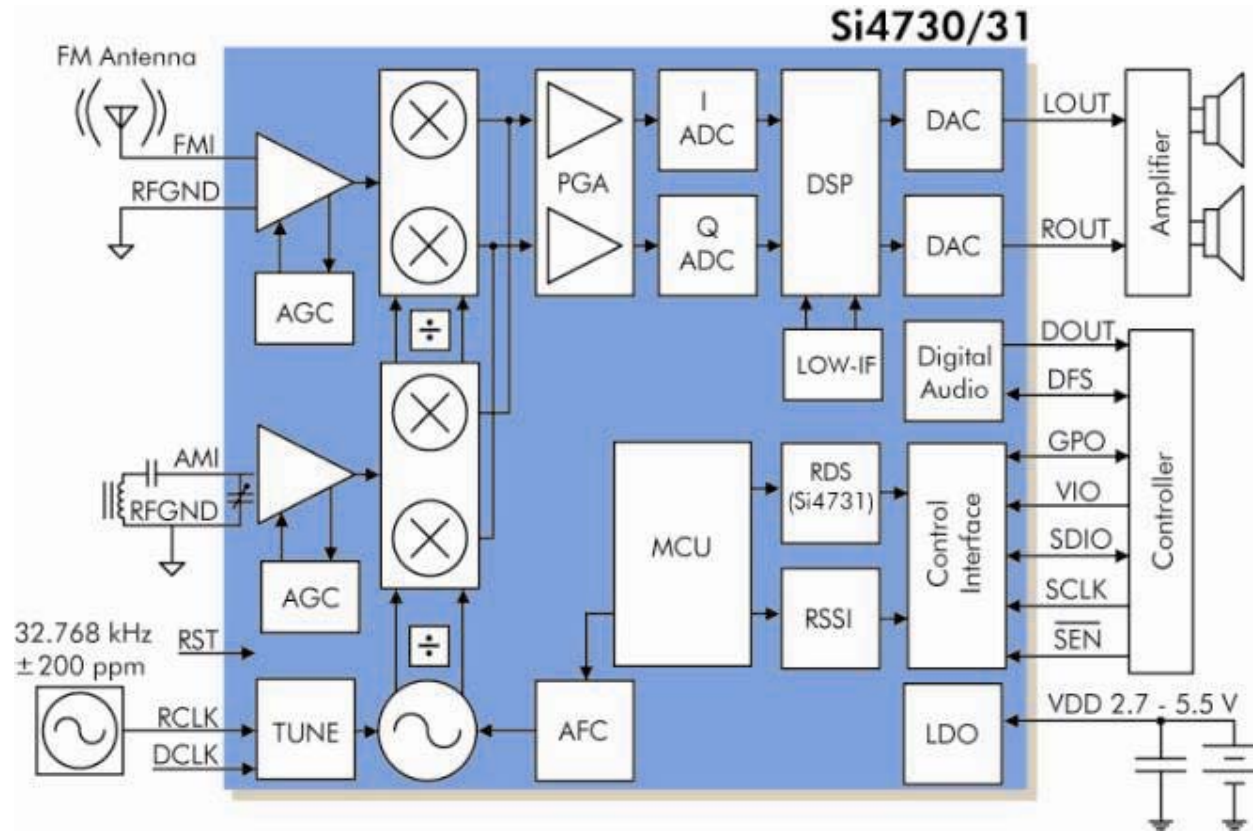 Si4730/31
FM Antenna
FMI
RFGND
AGC
÷
PGA
I
ADC
Q
ADC
DSP
LOW-IF
DAC
DAC
LOUT
ROUT
Amplifier
Digital
Audio
DOUT
DFS
AMI
RFGND
AGC
÷
MCU
RDS
(Si4731)
RSSI
Control
Interface
GPO
VIO
SDIO
SCLK
SEN
Controller
32.768 kHz
±200 ppm
RST
RCLK
DCLK
TUNE
AFC
LDO
VDD 2.7 - 5.5 V